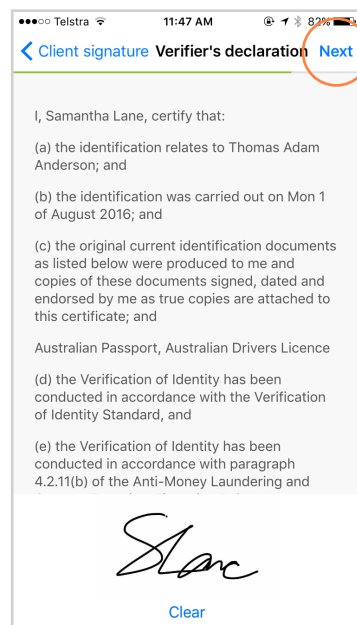 Telstra 11:47 AM 83%
Client signature Verifier's declaration Next
I, Samantha Lane, certify that:
(a) the identification relates to Thomas Adam
Anderson; and
(b) the identification was carried out on Mon 1
of August 2016; and
(c) the original current identification documents
as listed below were produced to me and
copies of these documents signed, dated and
endorsed by me as true copies are attached to
this certificate; and
Australian Passport, Australian Drivers Licence
(d) the Verification of Identity has been
conducted in accordance with the Verification
of Identity Standard, and
(e) the Verification of Identity has been
conducted in accordance with paragraph
4.2.11(b) of the Anti-Money Laundering and
SLane
Clear